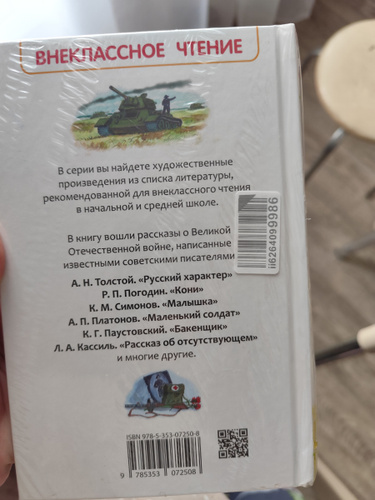 ВНЕКЛАССНОЕ ЧТЕНИЕ
В серии вы найдете художественные
произведения из списка литературы,
рекомендованной для внеклассного чтения
в начальной и средней школе.
В книгу вошли рассказы о Великой
Отечественной войне, написанные
известными советскими писателями:
А. Н. Толстой. «Русский характер»
Р. П. Погодин. «Кони»
К. М. Симонов. «Малышка»
А. П. Платонов. «Маленький солдат»
К. Г. Паустовский. «Бакенщик»
Л. А. Кассиль. «Рассказ об отсутствующем»
и многие другие.
ii6264099986
ISBN 978-5-353-07250-8
9 785353 072508